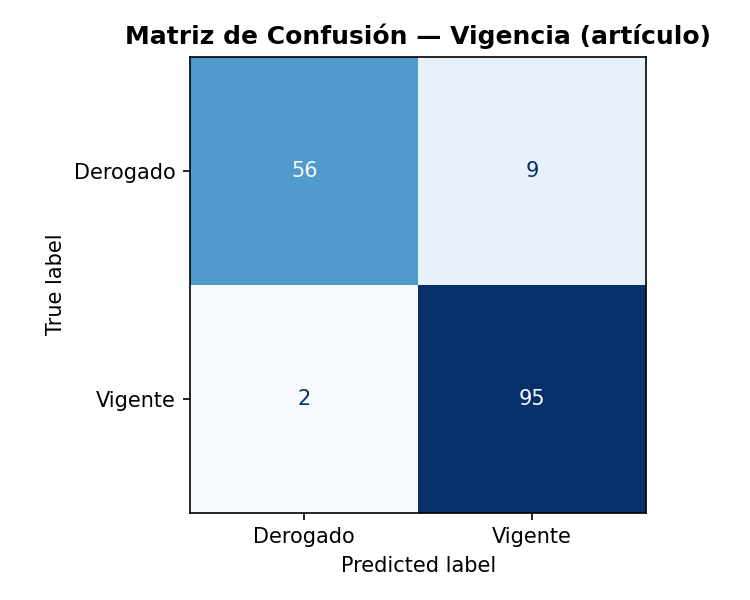 Matriz de Confusión — Vigencia (artículo)
True label
Derogado
56
9
Vigente
2
95
Derogado
Vigente
Predicted label